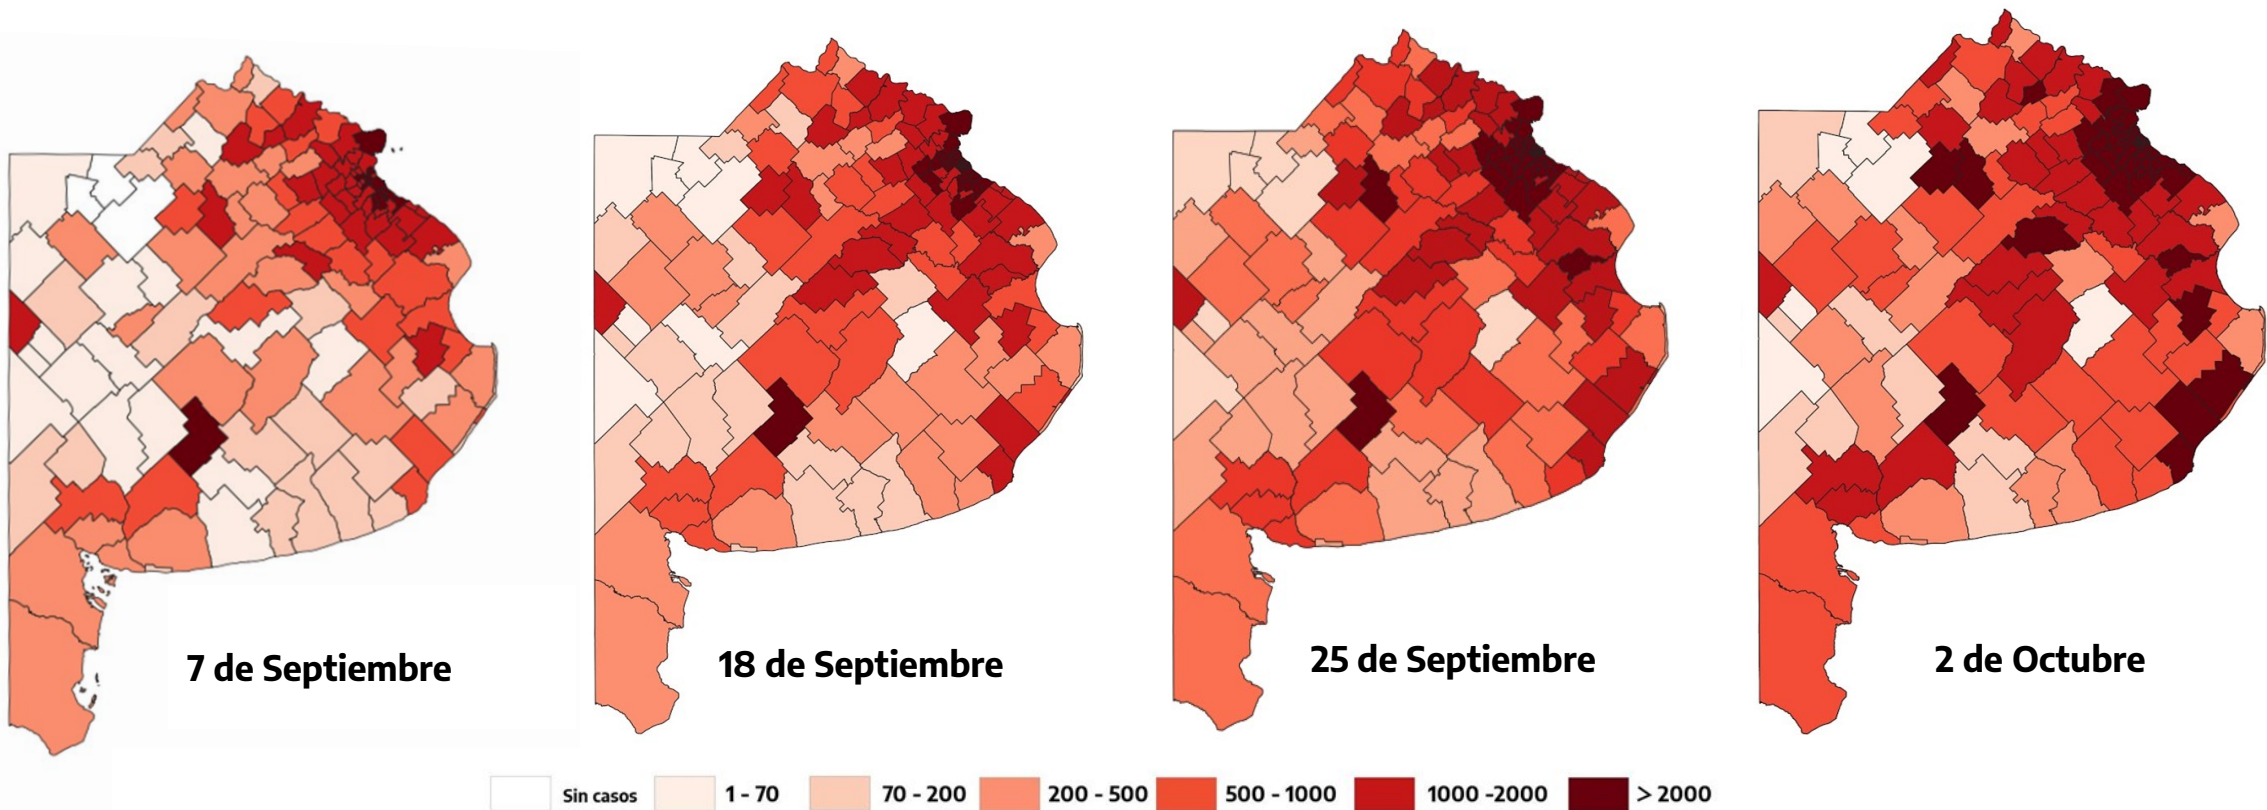 7 de Septiembre
18 de Septiembre
25 de Septiembre
2 de Octubre
Sin casos 1 - 70 70 - 200 200 - 500 500 - 1000 1000 -2000 > 2000